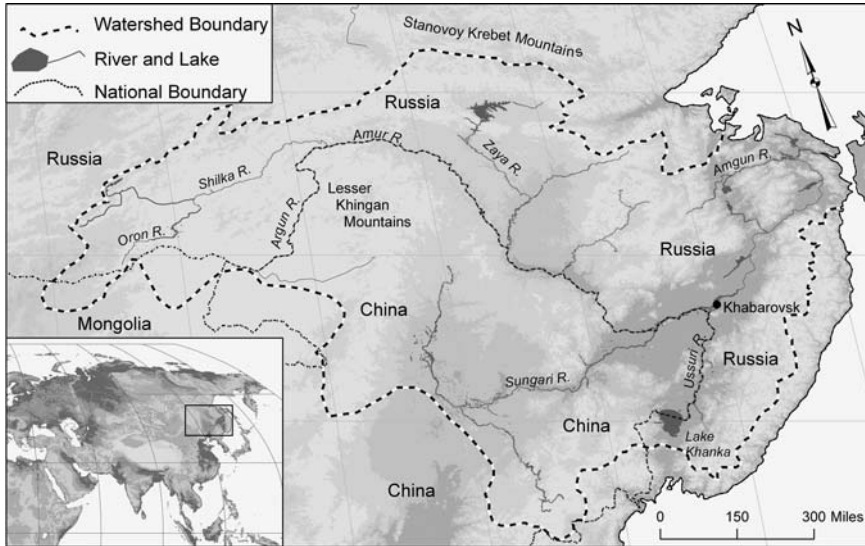 Watershed Boundary
River and Lake
National Boundary
Stanovoy Krebet Mountains
N
Russia
Russia
Amur R.
Zaya R.
Amgun R.
Shilka R.
Lesser
Khingan
Mountains
Argun R.
Oron R.
Russia
Mongolia
China
Khabarovsk
Ussuri R.
Russia
Sungari R.
China
Lake
Khanka
China
0 150 300 Miles